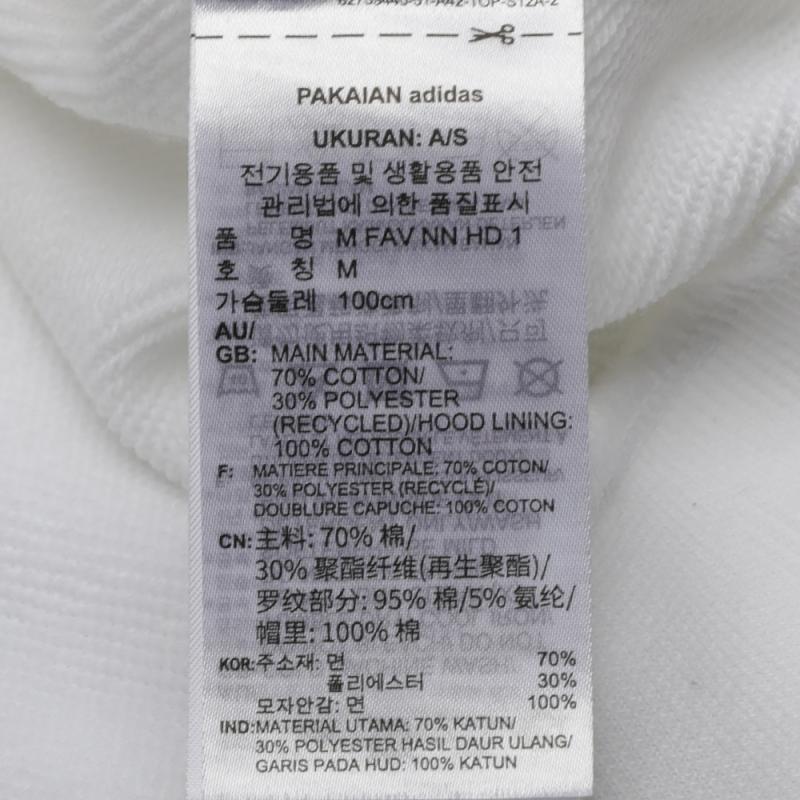 PAKAIAN adidas
UKURAN: A/S
전기용품 및 생활용품 안전
관리법에 의한 품질표시
품 명 M FAV NN HD 1
호 칭 M
가슴둘레 100cm
AU/
GB: MAIN MATERIAL:
70% COTTON/
30% POLYESTER
(RECYCLED)/HOOD LINING:
100% COTTON
F: MATIERE PRINCIPALE: 70% COTON/
30% POLYESTER (RECYCLÉ)/
DOUBLURE CAPUCHE: 100% COTON
CN: 主料: 70% 棉/
30% 聚酯纤维(再生聚酯)/
罗纹部分: 95% 棉/5% 氨纶/
帽里: 100% 棉
KOR: 주소재: 면 70%
폴리에스터 30%
모자안감: 면 100%
IND: MATERIAL UTAMA: 70% KATUN/
30% POLYESTER HASIL DAUR ULANG/
GARIS PADA HUD: 100% KATUN